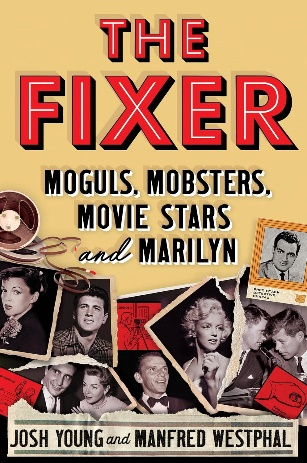 THE
FIXER
MOGULS, MOBSTERS,
MOVIE STARS
and MARILYN
JOSH YOUNG and MANFRED WESTPHAL